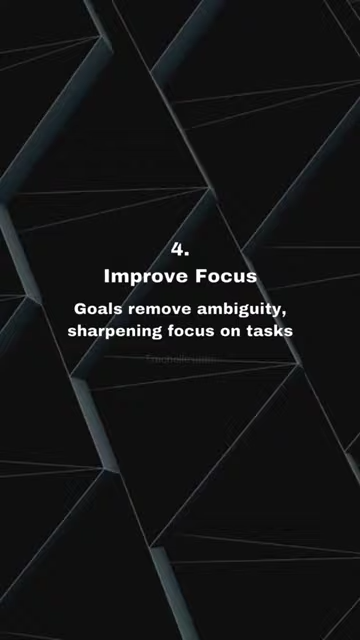 4.
Improve Focus
Goals remove ambiguity,
sharpening focus on tasks